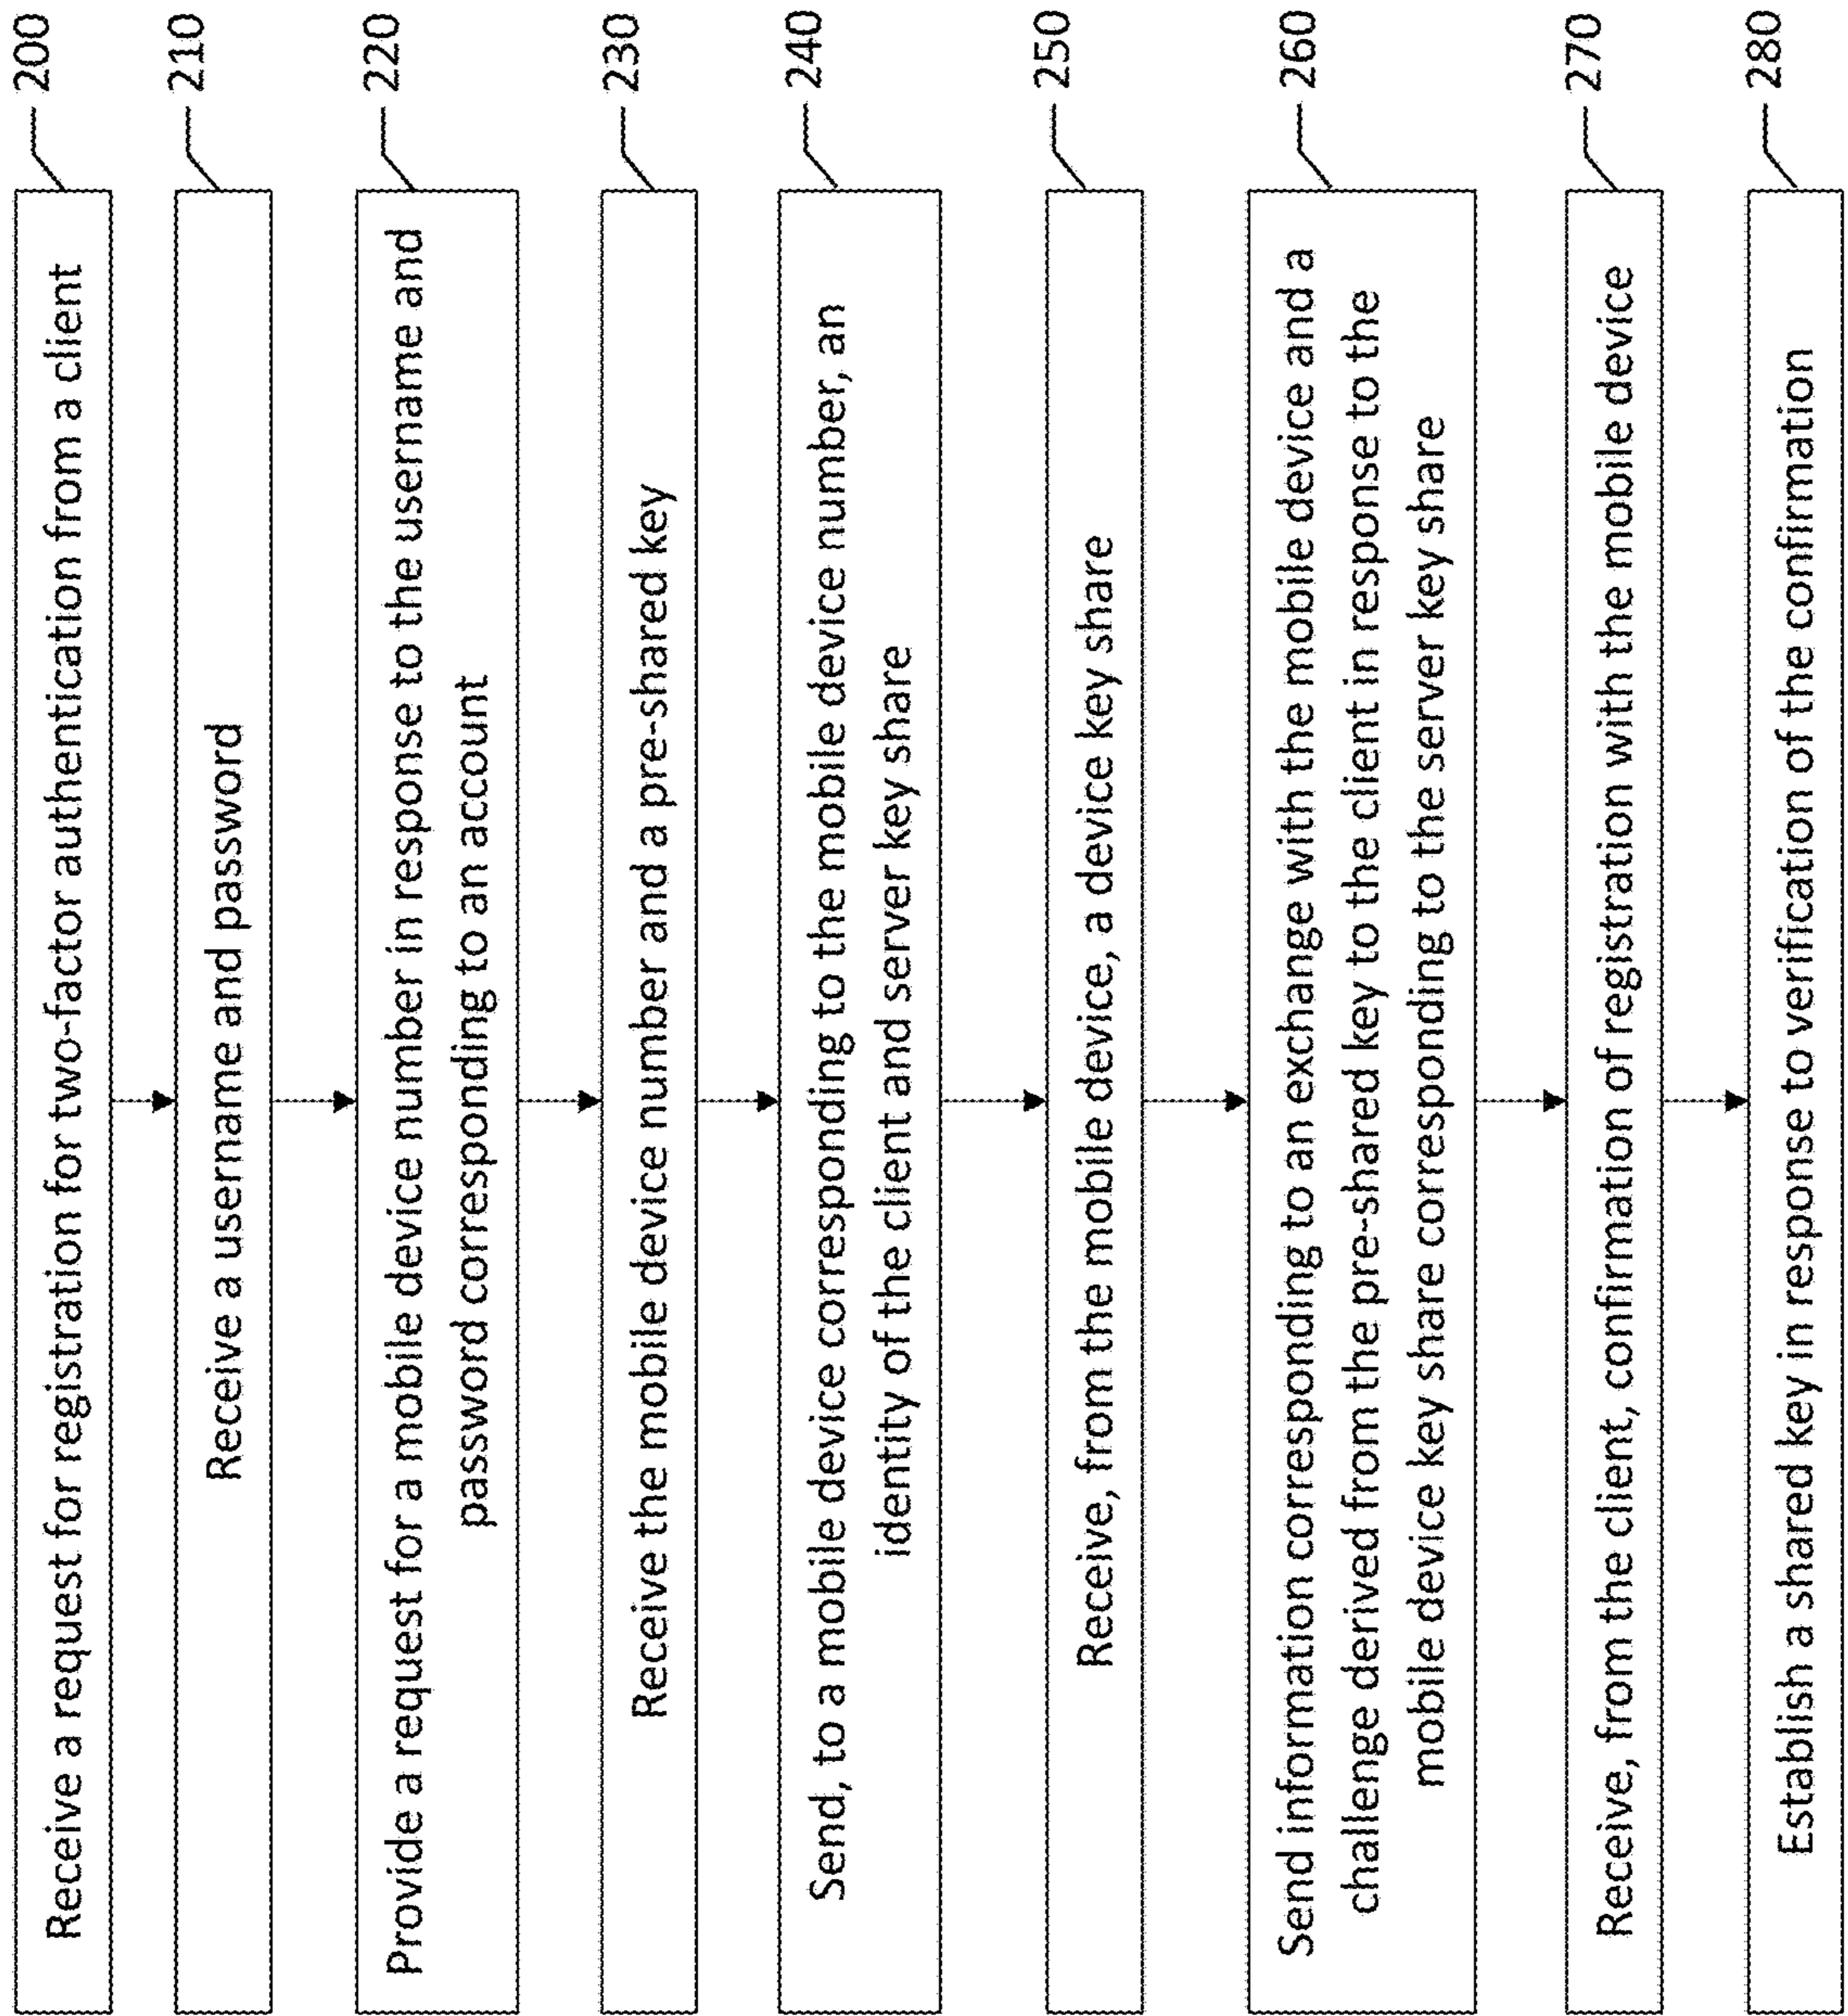 Receive a request for registration for two-factor authentication from a client
200
Receive a username and password
210
Provide a request for a mobile device number in response to the username and
password corresponding to an account
220
Receive the mobile device number and a pre-shared key
230
Send, to a mobile device corresponding to the mobile device number, an
identity of the client and server key share
240
Receive, from the mobile device, a device key share
250
Send information corresponding to an exchange with the mobile device and a
challenge derived from the pre-shared key to the client in response to the
mobile device key share corresponding to the server key share
260
Receive, from the client, confirmation of registration with the mobile device
270
Establish a shared key in response to verification of the confirmation
280